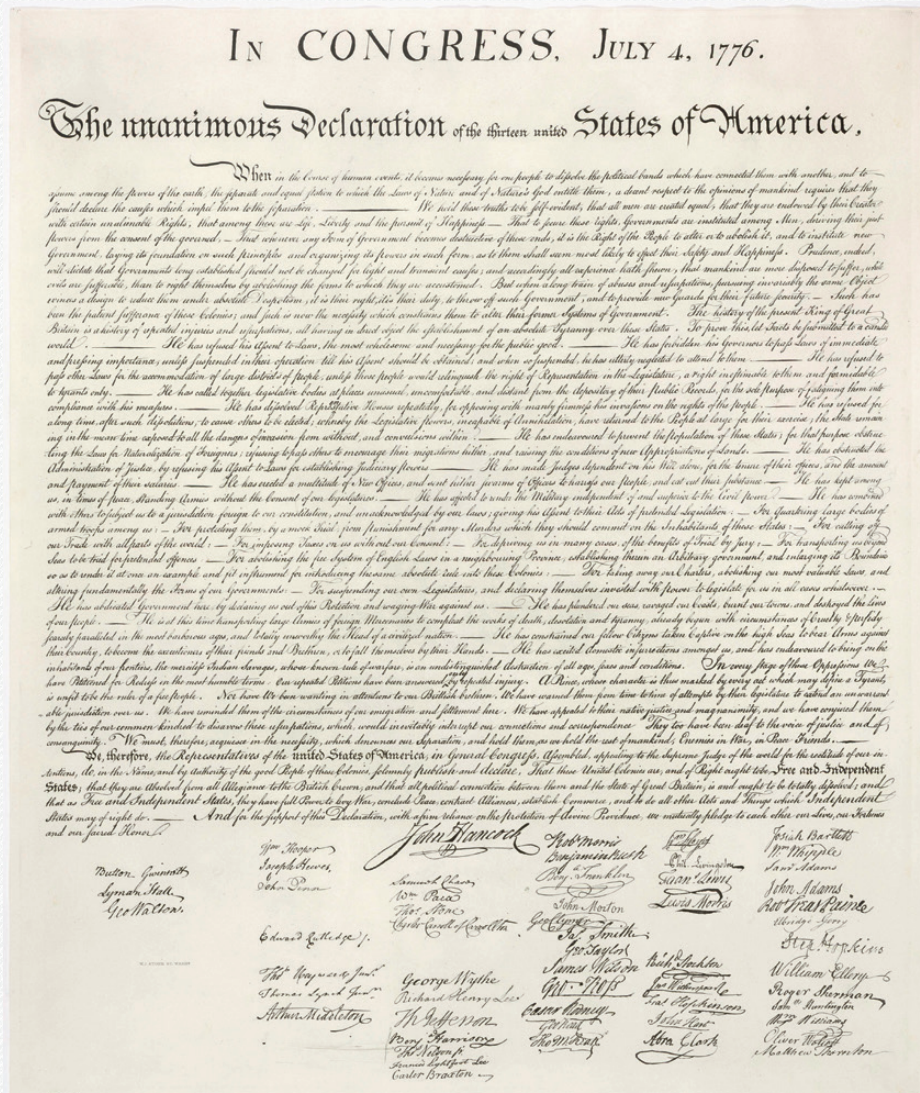 In CONGRESS, July 4, 1776.
The unanimous Declaration of the thirteen united States of America,
When in the Course of human events, it becomes necessary for one people to dissolve the political bands which have connected them with another, and to
assume among the powers of the earth, the separate and equal station to which the Laws of Nature and of Nature's God entitle them, a decent respect to the opinions of mankind requires that they
should declare the causes which impel them to the separation. — We hold these truths to be self-evident, that all men are created equal, that they are endowed by their Creator
with certain unalienable Rights, that among these are Life, Liberty and the pursuit of Happiness — That to secure these rights, Governments are instituted among Men, deriving their just
powers from the consent of the governed, — That whenever any Form of Government becomes destructive of these ends, it is the Right of the People to alter or to abolish it, and to institute new
Government, laying its foundation on such principles and organizing its powers in such form, as to them shall seem most likely to effect their Safety and Happiness. Prudence, indeed,
will dictate that Governments long established should not be changed for light and transient causes; and accordingly all experience hath shewn, that mankind are more disposed to suffer, while
evils are sufferable, than to right themselves by abolishing the forms to which they are accustomed. But when a long train of abuses and usurpations, pursuing invariably the same Object
evinces a design to reduce them under absolute Despotism, it is their right, it is their duty, to throw off such Government, and to provide new Guards for their future security. — Such has
been the patient sufferance of these Colonies; and such is now the necessity which constrains them to alter their former Systems of Government. The history of the present King of Great
Britain is a history of repeated injuries and usurpations, all having in direct object the establishment of an absolute Tyranny over these States. To prove this, let Facts be submitted to a candid
world. — He has refused his Assent to Laws, the most wholesome and necessary for the public good. — He has forbidden his Governors to pass Laws of immediate
and pressing importance, unless suspended in their operation till his Assent should be obtained; and when so suspended, he has utterly neglected to attend to them. — He has refused to
pass other Laws for the accommodation of large districts of people, unless those people would relinquish the right of Representation in the Legislature, a right inestimable to them and formidable
to tyrants only. — He has called together legislative bodies at places unusual, uncomfortable, and distant from the depository of their Public Records, for the sole purpose of fatiguing them into
compliance with his measures. — He has dissolved Representative Houses repeatedly, for opposing with manly firmness his invasions on the rights of the people. — He has refused for
a long time, after such dissolutions, to cause others to be elected; whereby the Legislative powers, incapable of Annihilation, have returned to the People at large for their exercise; the State remain-
ing in the mean time exposed to all the dangers of invasion from without, and convulsions within. — He has endeavoured to prevent the population of these States; for that purpose obstruc-
ting the Laws for Naturalization of Foreigners; refusing to pass others to encourage their migrations hither, and raising the conditions of new Appropriations of Lands. — He has obstructed the
Administration of Justice, by refusing his Assent to Laws for establishing Judiciary powers — He has made Judges dependent on his Will alone, for the tenure of their offices, and the amount
and payment of their salaries. — He has erected a multitude of New Offices, and sent hither swarms of Officers to harrass our People, and eat out their substance. — He has kept among
us, in times of peace, Standing Armies without the Consent of our legislatures. — He has affected to render the Military independent of and superior to the Civil power. — He has combined
with others to subject us to a jurisdiction foreign to our constitution, and unacknowledged by our laws; giving his Assent to their Acts of pretended Legislation: — For Quartering large bodies of
armed troops among us: — For protecting them, by a mock Trial, from punishment for any Murders which they should commit on the Inhabitants of these States: — For cutting off
our Trade with all parts of the world: — For imposing Taxes on us without our Consent: — For depriving us in many cases, of the benefits of Trial by Jury: — For transporting us beyond
Seas to be tried for pretended offences — For abolishing the free System of English Laws in a neighbouring Province, establishing therein an Arbitrary government, and enlarging its Boundaries
so as to render it at once an example and fit instrument for introducing the same absolute rule into these Colonies: — For taking away our Charters, abolishing our most valuable Laws, and
altering fundamentally the Forms of our Governments: — For suspending our own Legislatures, and declaring themselves invested with power to legislate for us in all cases whatsoever. —
He has abdicated Government here, by declaring us out of his Protection and waging War against us. — He has plundered our seas, ravaged our Coasts, burnt our towns, and destroyed the lives
of our people. — He is at this time transporting large Armies of foreign Mercenaries to compleat the works of death, desolation and tyranny, already begun with circumstances of Cruelty & perfidy
scarcely paralleled in the most barbarous ages, and totally unworthy the Head of a civilized nation. — He has constrained our fellow Citizens taken Captive on the high Seas to bear Arms against
their Country, to become the executioners of their friends and Brethren, or to fall themselves by their Hands. — He has excited domestic insurrections amongst us, and has endeavoured to bring on the
inhabitants of our frontiers, the merciless Indian Savages, whose known rule of warfare, is an undistinguished destruction of all ages, sexes and conditions. In every stage of these Oppressions We
have Petitioned for Redress in the most humble terms: Our repeated Petitions have been answered only by repeated injury. A Prince, whose character is thus marked by every act which may define a Tyrant,
is unfit to be the ruler of a free people. Nor have We been wanting in attentions to our Brittish brethren. We have warned them from time to time of attempts by their legislature to extend an unwarrant-
able jurisdiction over us. We have reminded them of the circumstances of our emigration and settlement here. We have appealed to their native justice and magnanimity, and we have conjured them
by the ties of our common kindred to disavow these usurpations, which, would inevitably interrupt our connections and correspondence. They too have been deaf to the voice of justice and of
consanguinity. We must, therefore, acquiesce in the necessity, which denounces our Separation, and hold them, as we hold the rest of mankind, Enemies in War, in Peace Friends. —
We, therefore, the Representatives of the united States of America, in General Congress, Assembled, appealing to the Supreme Judge of the world for the rectitude of our in-
tentions, do, in the Name, and by Authority of the good People of these Colonies, solemnly publish and declare, That these United Colonies are, and of Right ought to be Free and Independent
States; that they are Absolved from all Allegiance to the British Crown, and that all political connection between them and the State of Great Britain, is and ought to be totally dissolved; and
that as Free and Independent States, they have full Power to levy War, conclude Peace, contract Alliances, establish Commerce, and to do all other Acts and Things which Independent
States may of right do. — And for the support of this Declaration, with a firm reliance on the protection of divine Providence, we mutually pledge to each other our Lives, our Fortunes
and our sacred Honor.
Button Gwinnett
Lyman Hall
Geo Walton.
Wm Hooper
Joseph Hewes,
John Penn
Edward Rutledge /.
Thos Heyward Junr.
Thomas Lynch Junr.
Arthur Middleton
John Hancock
Samuel Chase
Wm Paca
Thos Stone
Charles Carroll of Carrollton
George Wythe
Richard Henry Lee
Th Jefferson
Benj Harrison
Thos Nelson jr.
Francis Lightfoot Lee
Carter Braxton
Robt Morris
Benjamin Rush
Benj. Franklin
John Morton
Geo Clymer
Jas. Smith
Geo. Taylor
James Wilson
Geo. Ross
Caesar Rodney
Geo Read
Tho M:Kean
Wm Floyd
Phil. Livingston
Frans. Lewis
Lewis Morris
Richd. Stockton
Jno Witherspoon
Fras. Hopkinson
John Hart
Abra Clark
Josiah Bartlett
Wm Whipple
Saml Adams
John Adams
Robt Treat Paine
Elbridge Gerry
Step. Hopkins
William Ellery
Roger Sherman
Sam Huntington
Wm Williams
Oliver Wolcott
Matthew Thornton